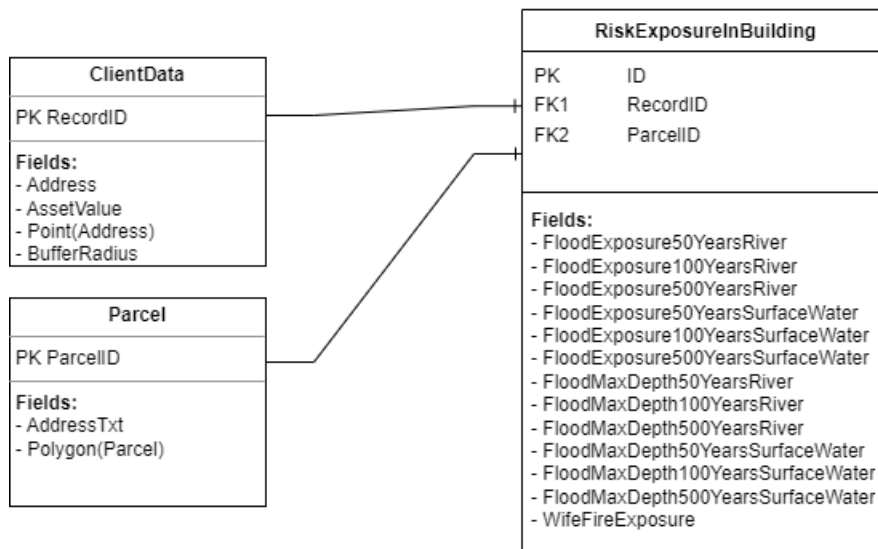 ClientData
PK RecordID
Fields:
- Address
- AssetValue
- Point(Address)
- BufferRadius
Parcel
PK ParcelID
Fields:
- AddressTxt
- Polygon(Parcel)
RiskExposureInBuilding
PK ID
FK1 RecordID
FK2 ParcelID
Fields:
- FloodExposure50YearsRiver
- FloodExposure100YearsRiver
- FloodExposure500YearsRiver
- FloodExposure50YearsSurfaceWater
- FloodExposure100YearsSurfaceWater
- FloodExposure500YearsSurfaceWater
- FloodMaxDepth50YearsRiver
- FloodMaxDepth100YearsRiver
- FloodMaxDepth500YearsRiver
- FloodMaxDepth50YearsSurfaceWater
- FloodMaxDepth100YearsSurfaceWater
- FloodMaxDepth500YearsSurfaceWater
- WifeFireExposure